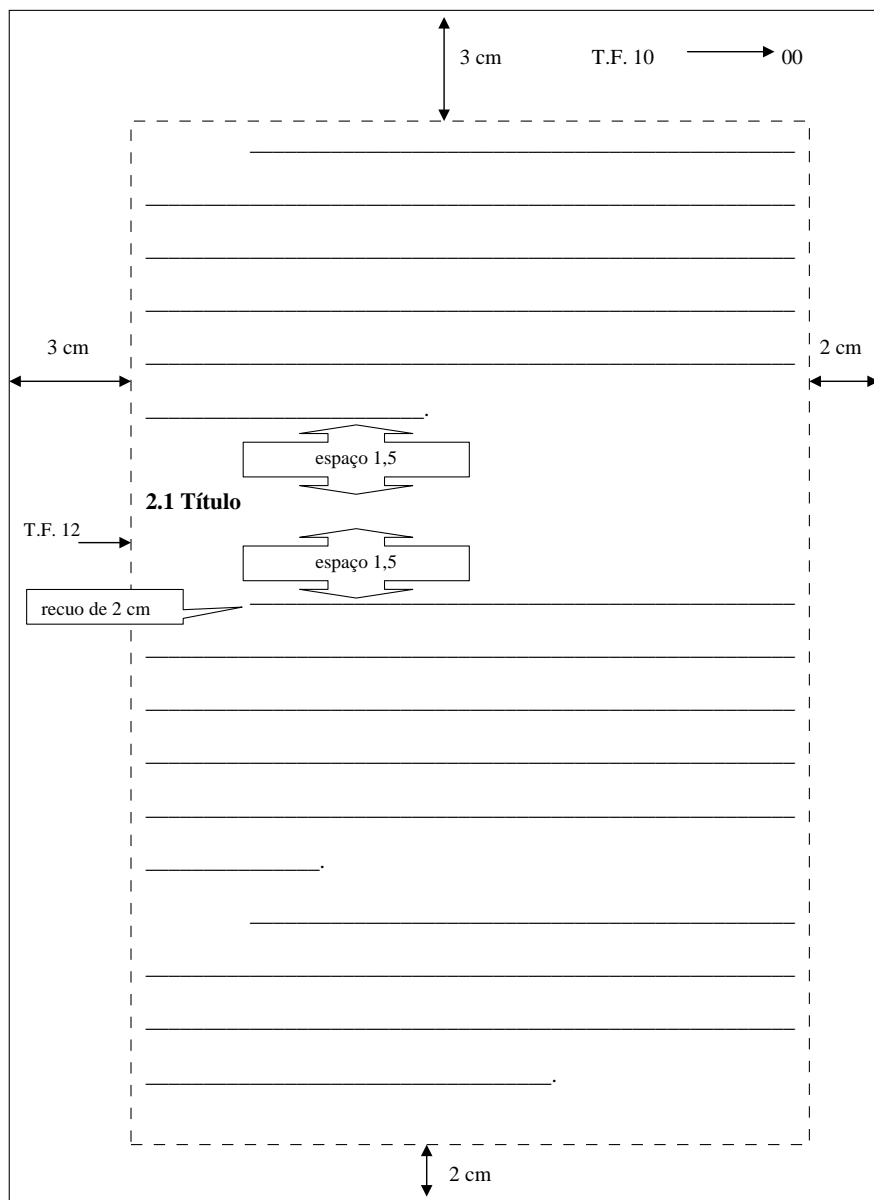 3 cm T.F. 10 00
3 cm 2 cm
espaço 1,5
2.1 Título
T.F. 12
espaço 1,5
recuo de 2 cm
2 cm